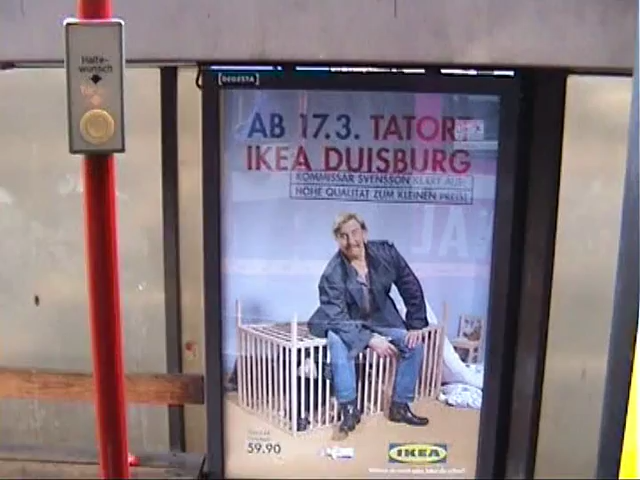 Halte-
wunsch
DEGESTA
AB 17.3. TATORT
IKEA DUISBURG
KOMMISSAR SVENSSON KLÄRT AUF:
HOHE QUALITÄT ZUM KLEINEN PREIS!
59.90
IKEA